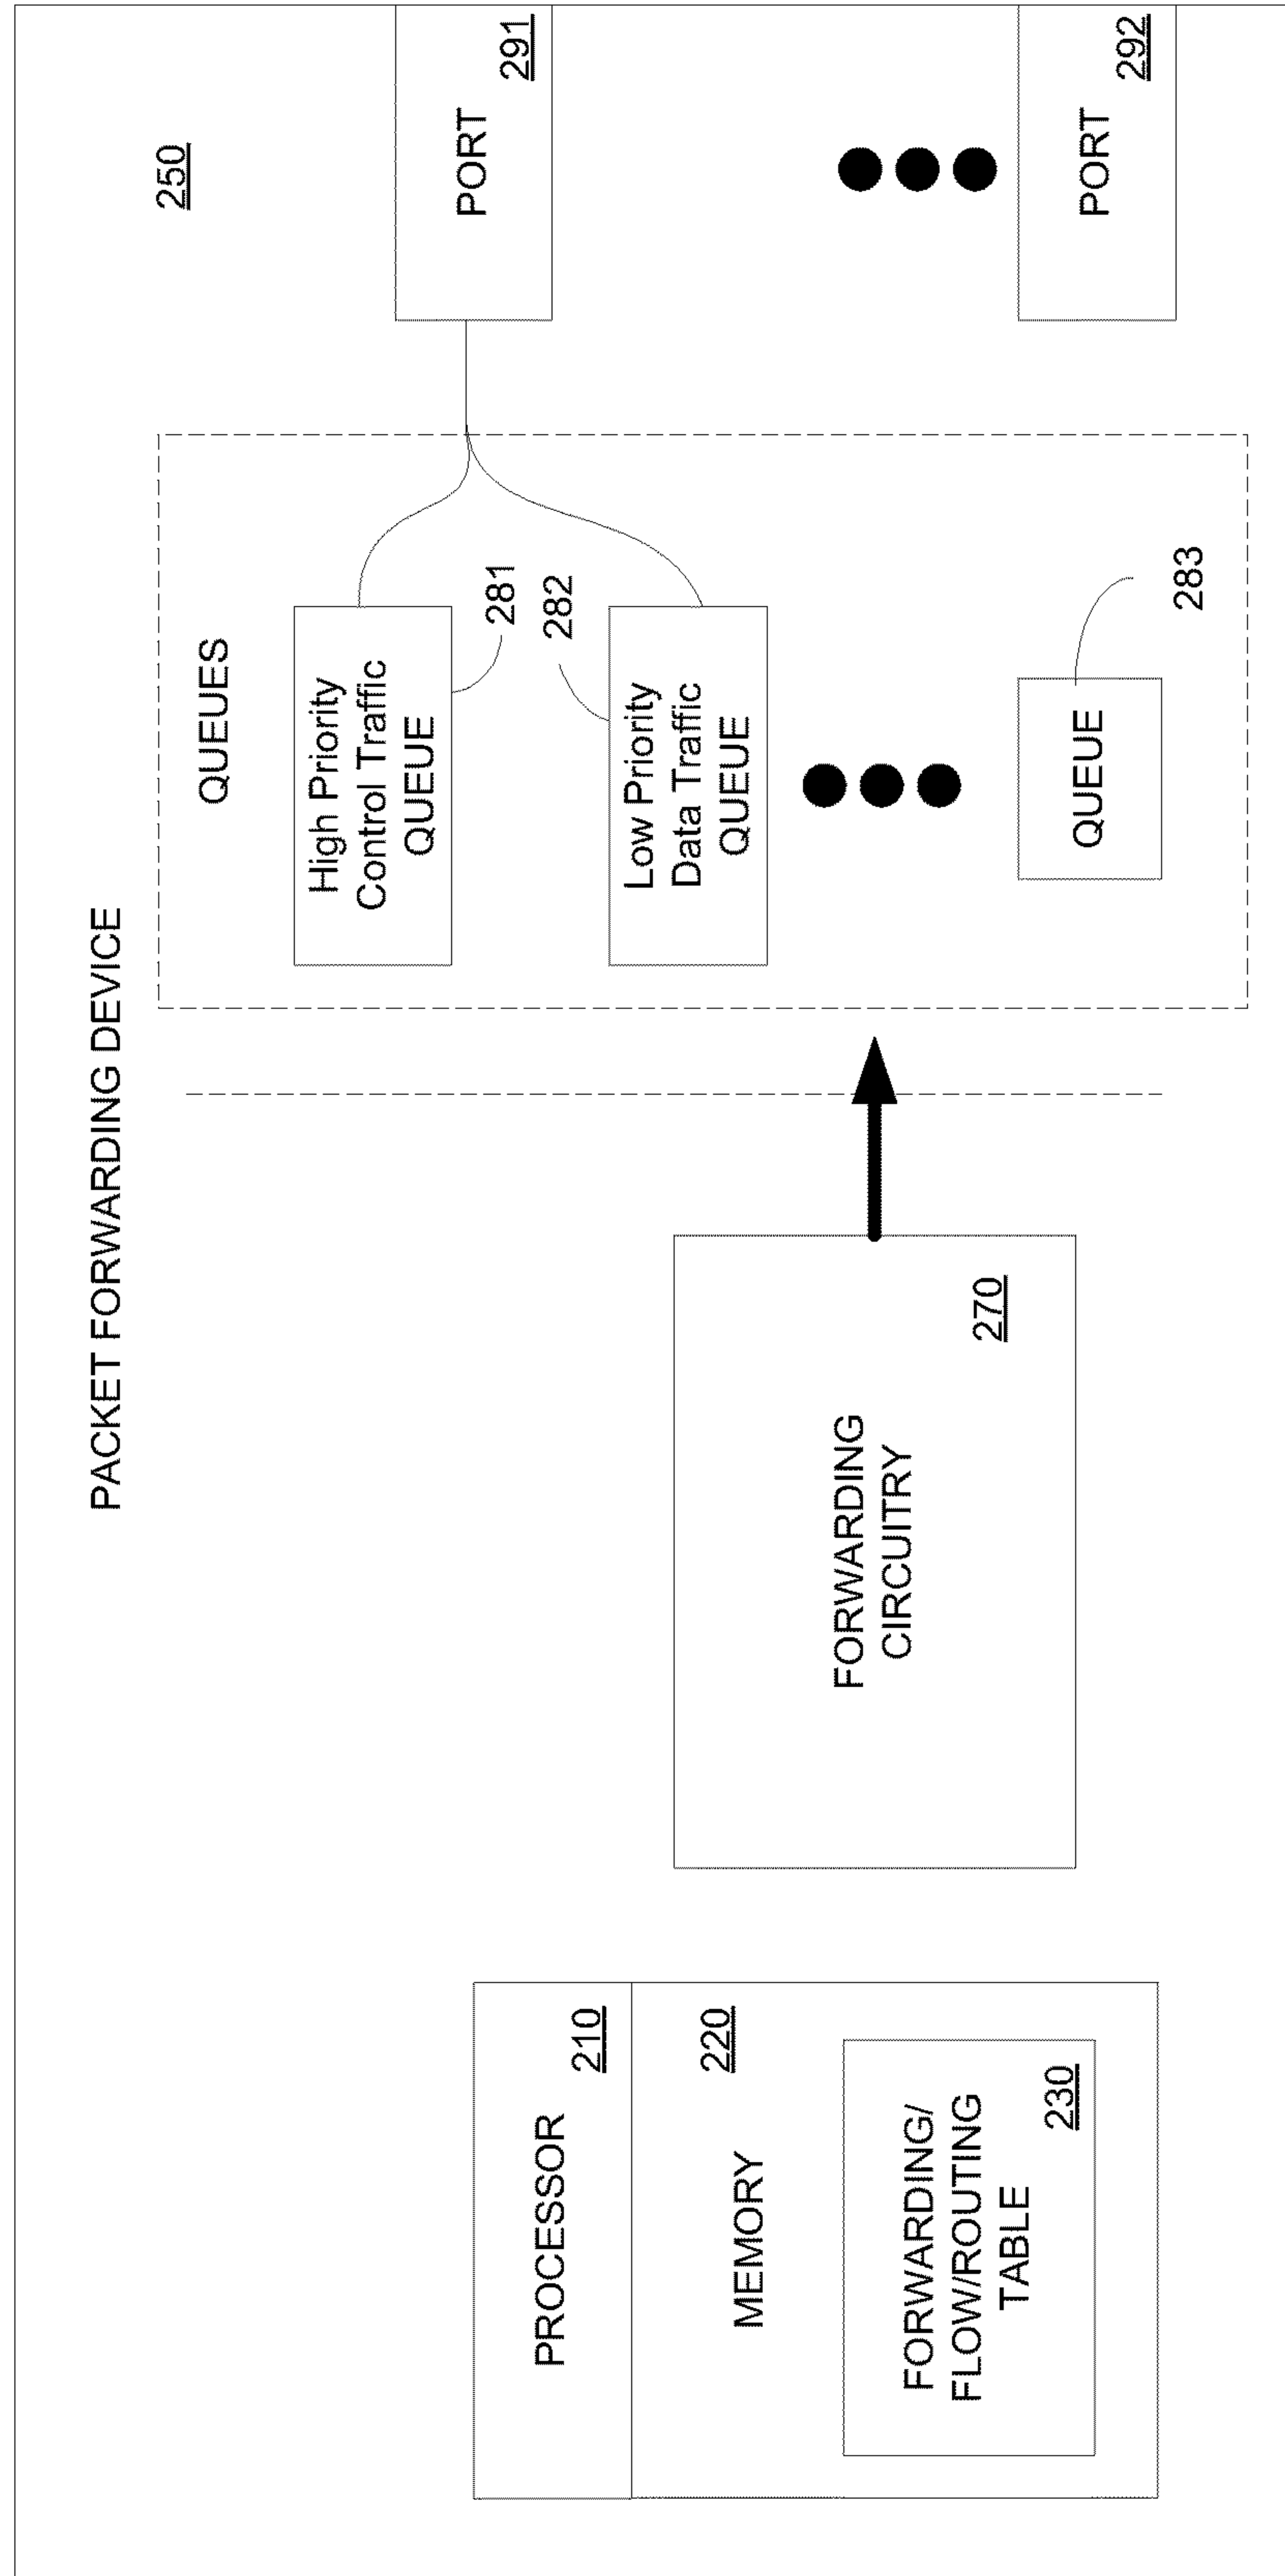 PACKET FORWARDING DEVICE
250
PROCESSOR
210
MEMORY
220
FORWARDING/
FLOW/ROUTING
TABLE
230
FORWARDING
CIRCUITRY
270
QUEUES
High Priority
Control Traffic
QUEUE
281
282
Low Priority
Data Traffic
QUEUE
QUEUE
283
PORT
291
PORT
292